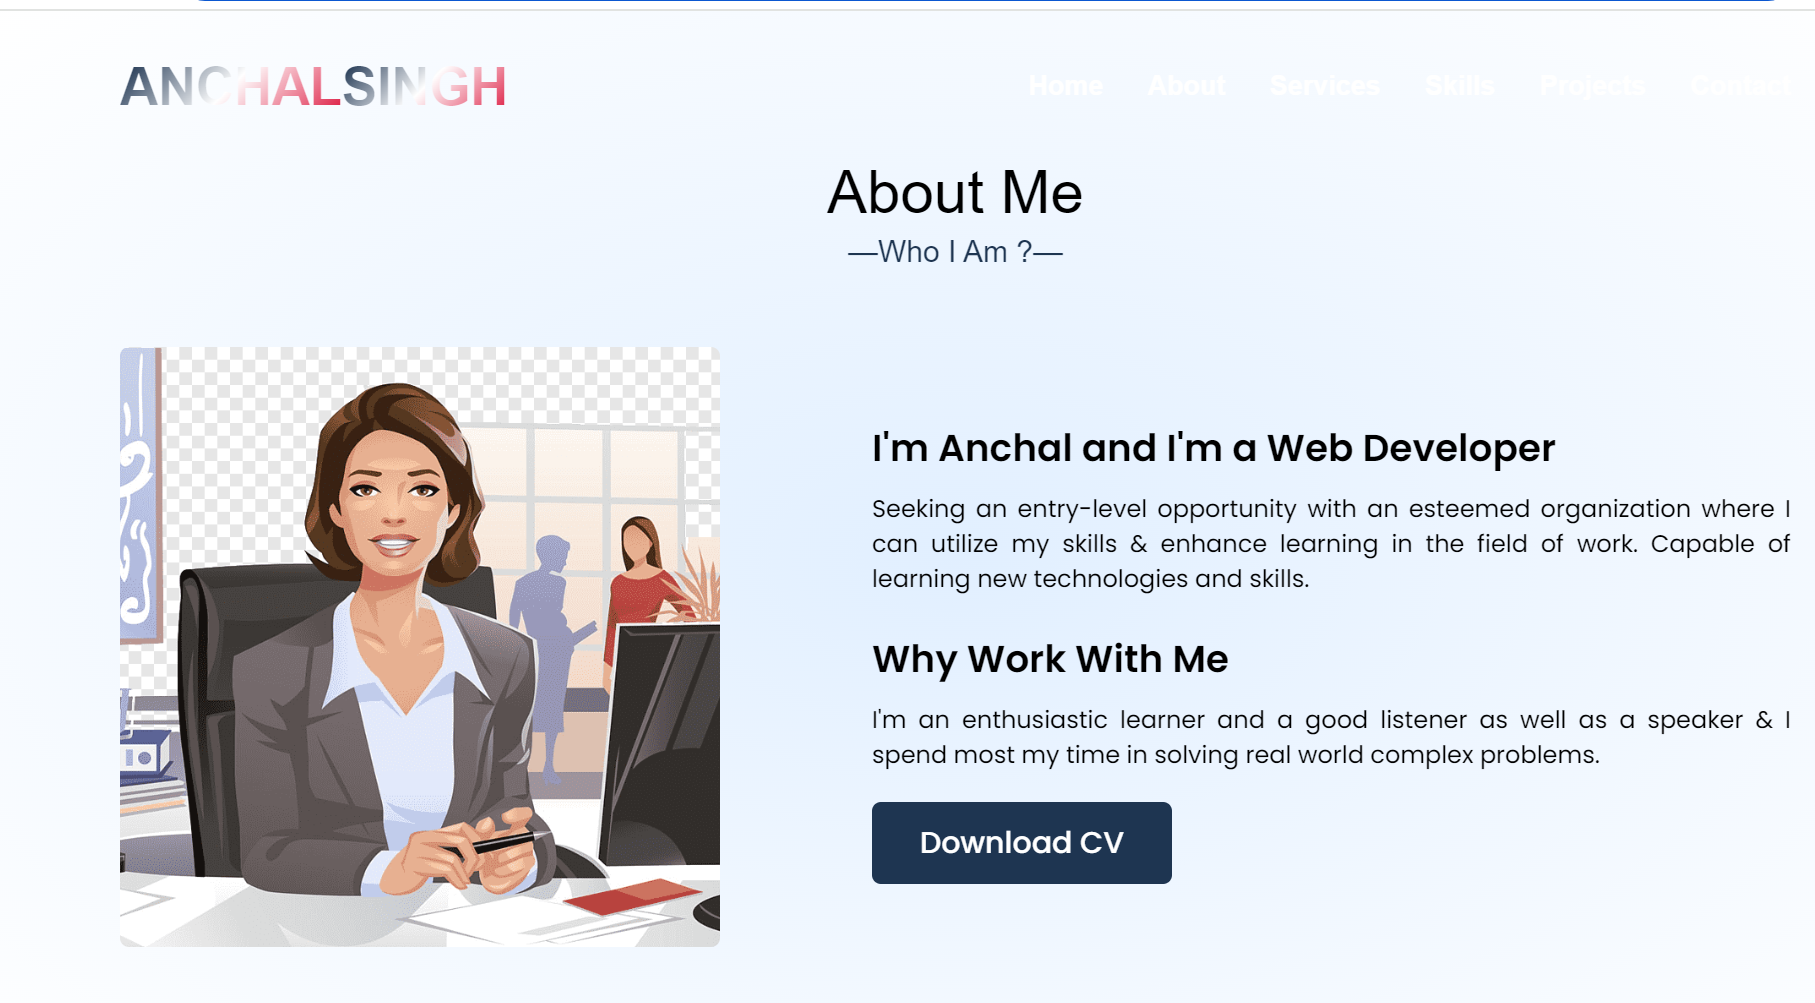 ANCHALSINGH
Home About Services Skills Projects Contact
About Me
—Who I Am ?—
I'm Anchal and I'm a Web Developer
Seeking an entry-level opportunity with an esteemed organization where I
can utilize my skills & enhance learning in the field of work. Capable of
learning new technologies and skills.
Why Work With Me
I'm an enthusiastic learner and a good listener as well as a speaker & I
spend most my time in solving real world complex problems.
Download CV